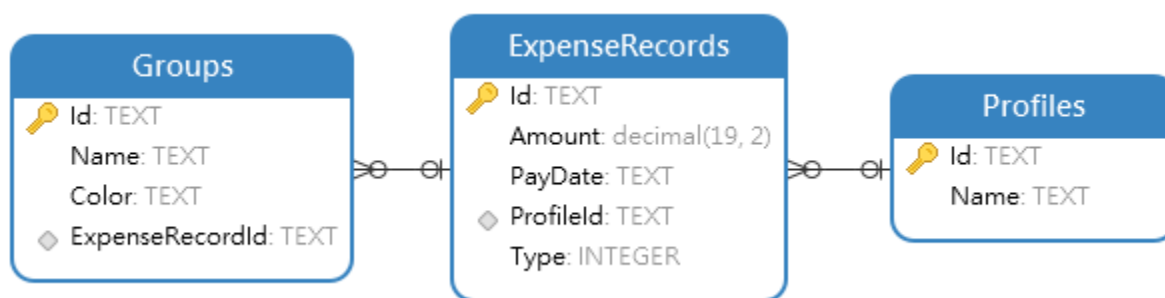 Groups
Id: TEXT
Name: TEXT
Color: TEXT
ExpenseRecordId: TEXT
ExpenseRecords
Id: TEXT
Amount: decimal(19, 2)
PayDate: TEXT
ProfileId: TEXT
Type: INTEGER
Profiles
Id: TEXT
Name: TEXT